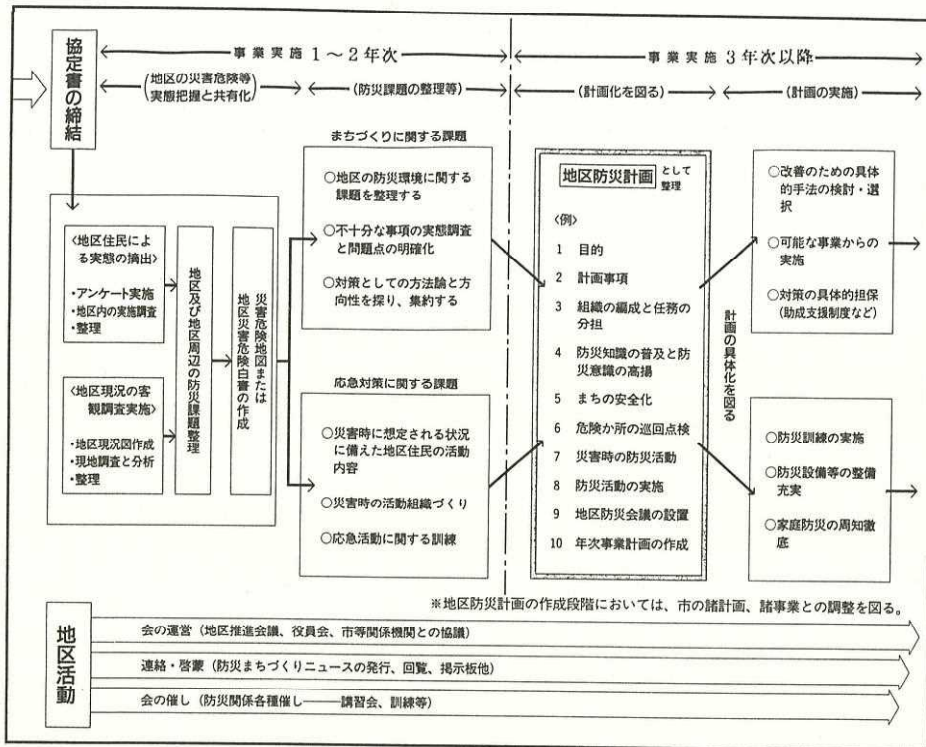 協定書の締結
事業実施 1〜2年次
事業実施 3年次以降
(地区の災害危険等
実態把握と共有化)
(防災課題の整理等)
(計画化を図る)
(計画の実施)
〈地区住民によ
る実態の摘出〉
・アンケート実施
・地区内の実施調査
・整理
〈地区現況の客
観調査実施〉
・地区現況図作成
・現地調査と分析
・整理
地区及び地区周辺の防災課題整理
災害危険地図または
地区災害危険白書の作成
まちづくりに関する課題
○地区の防災環境に関する
課題を整理する
○不十分な事項の実態調査
と問題点の明確化
○対策としての方法論と方
向性を探り、集約する
応急対策に関する課題
○災害時に想定される状況
に備えた地区住民の活動
内容
○災害時の活動組織づくり
○応急活動に関する訓練
地区防災計画 として
整理
〈例〉
1 目的
2 計画事項
3 組織の編成と任務の
分担
4 防災知識の普及と防
災意識の高揚
5 まちの安全化
6 危険か所の巡回点検
7 災害時の防災活動
8 防災活動の実施
9 地区防災会議の設置
10 年次事業計画の作成
計画の具体化を図る
○改善のための具体
的手法の検討・選
択
○可能な事業からの
実施
○対策の具体的担保
(助成支援制度など)
○防災訓練の実施
○防災設備等の整備
充実
○家庭防災の周知徹
底
※地区防災計画の作成段階においては、市の諸計画、諸事業との調整を図る。
地区活動
会の運営(地区推進会議、役員会、市等関係機関との協議)
連絡・啓蒙(防災まちづくりニュースの発行、回覧、掲示板他)
会の催し(防災関係各種催し――講習会、訓練等)